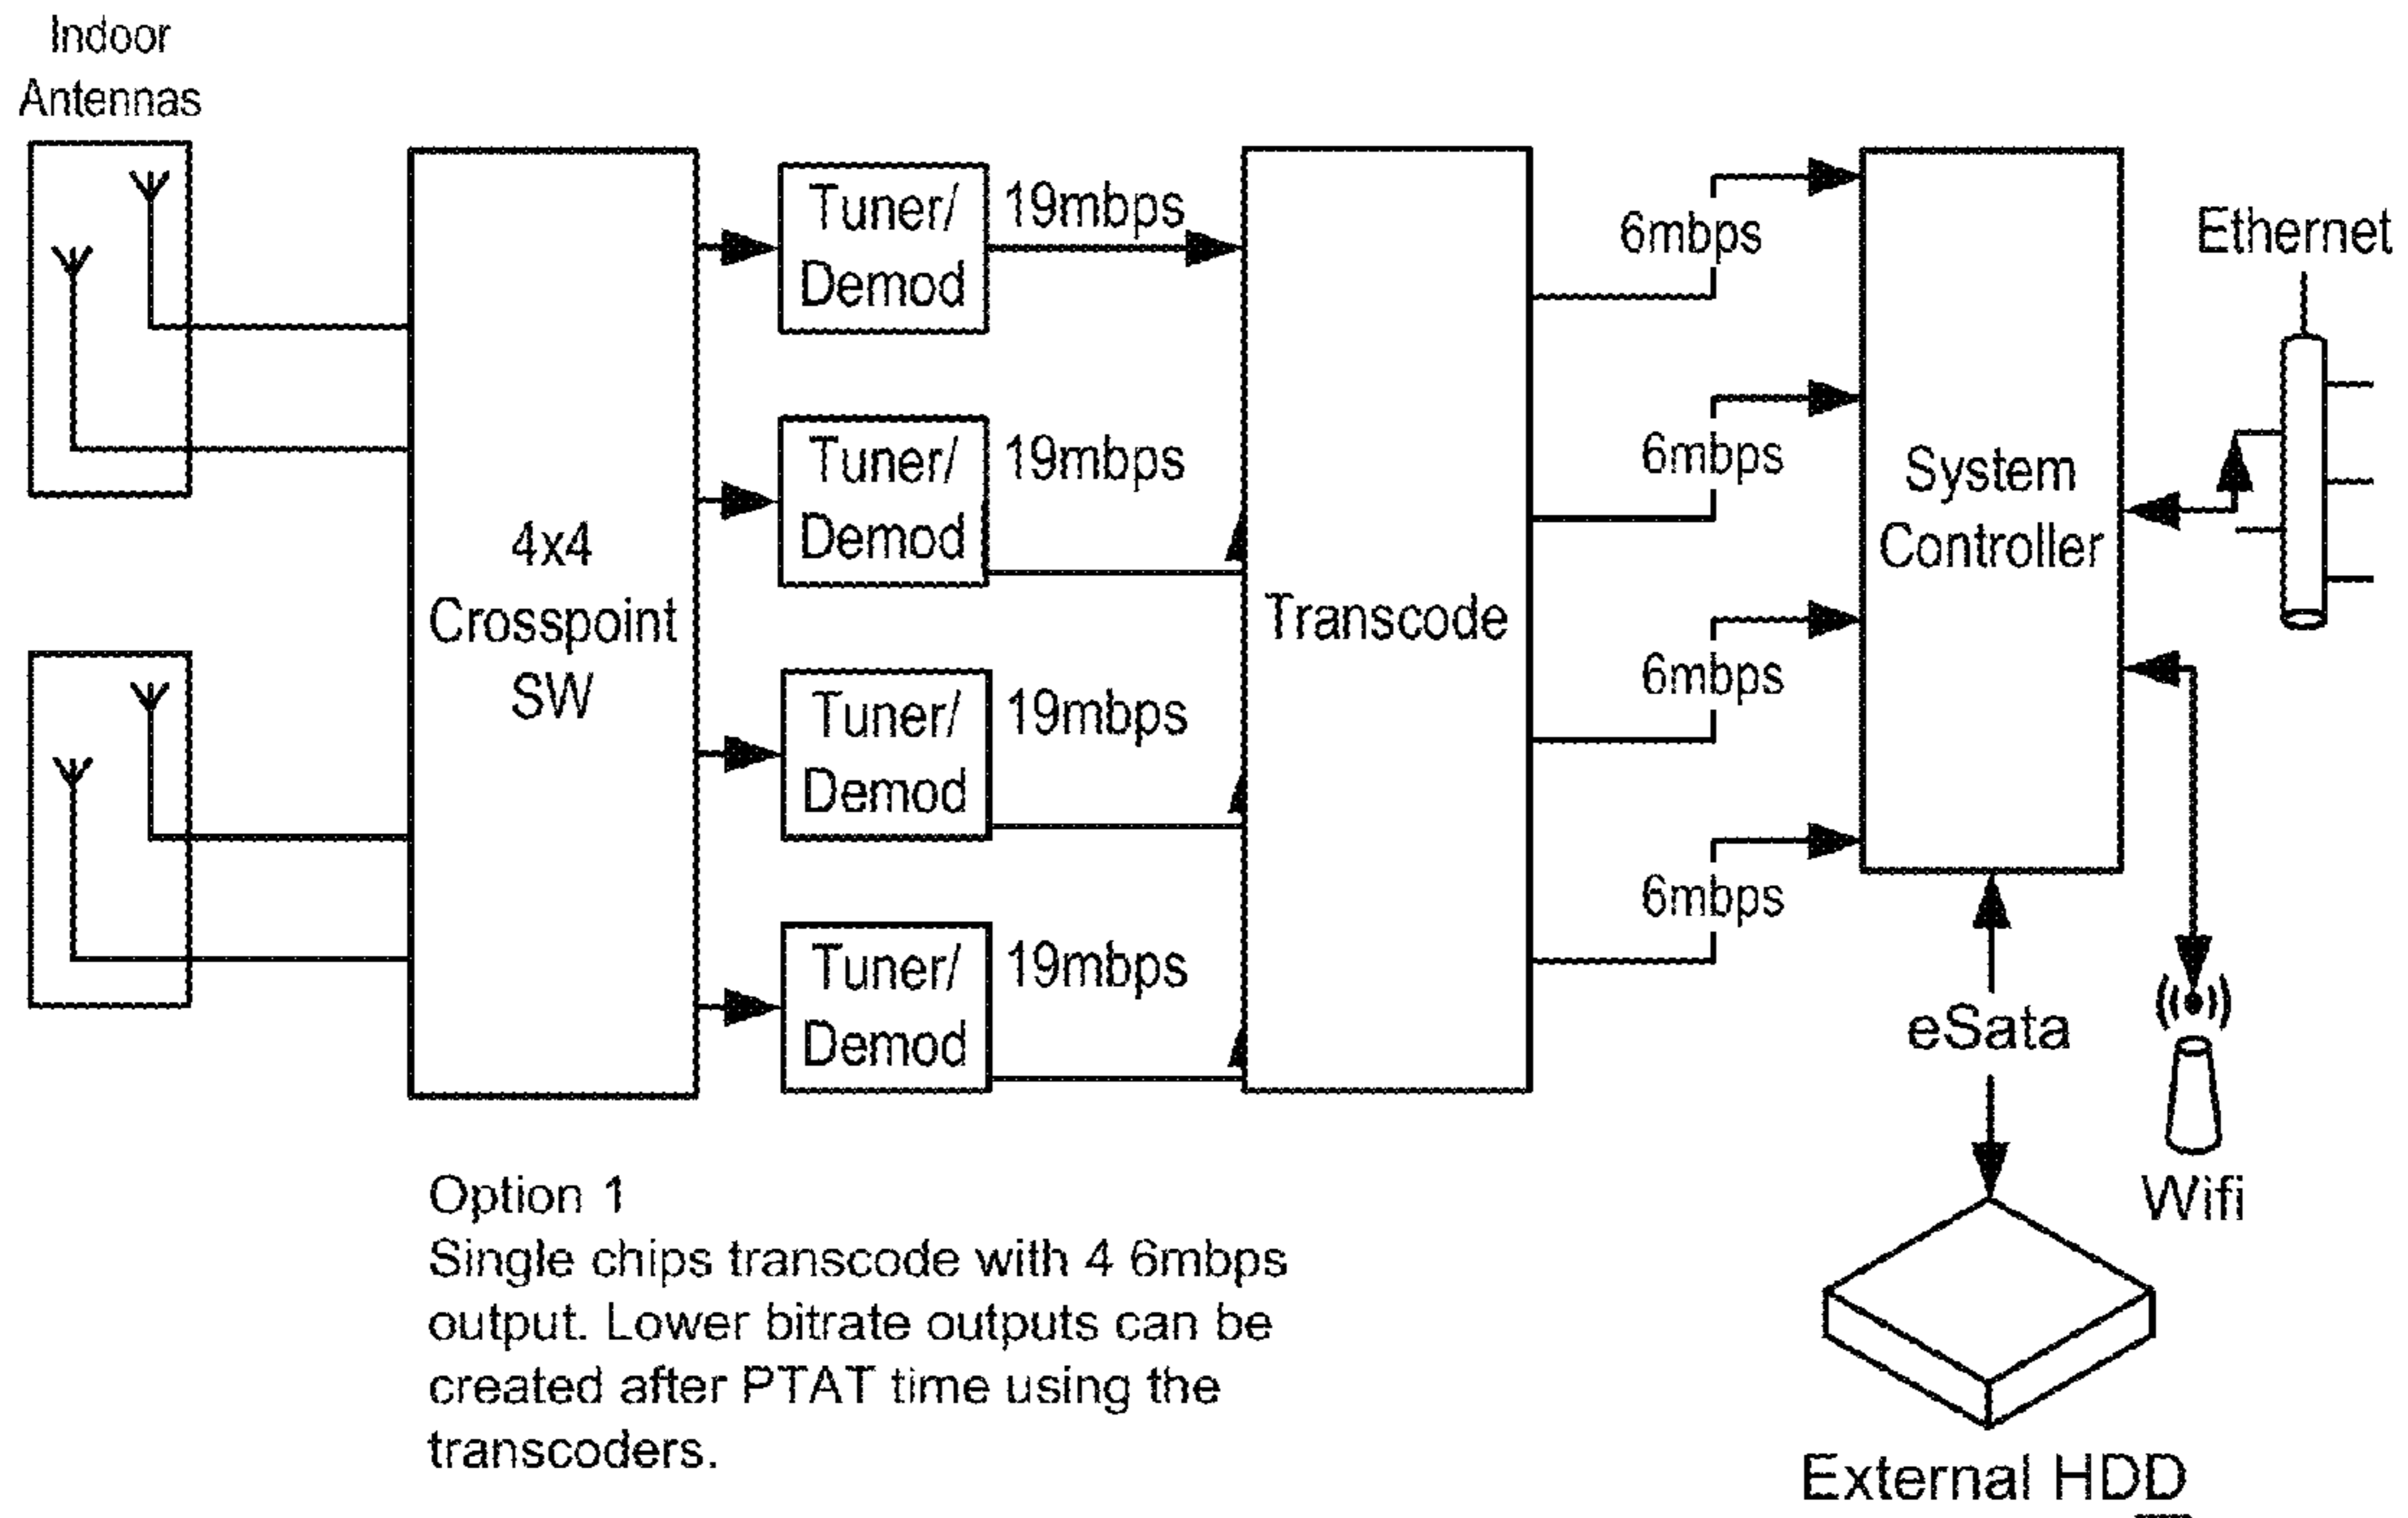 Indoor
Antennas
4x4
Crosspoint
SW
Tuner/
Demod
19mbps
Tuner/
Demod
19mbps
Tuner/
Demod
19mbps
Tuner/
Demod
19mbps
Transcode
6mbps
6mbps
6mbps
6mbps
System
Controller
Ethernet
eSata
Wifi
External HDD
Option 1
Single chips transcode with 4 6mbps
output. Lower bitrate outputs can be
created after PTAT time using the
transcoders.